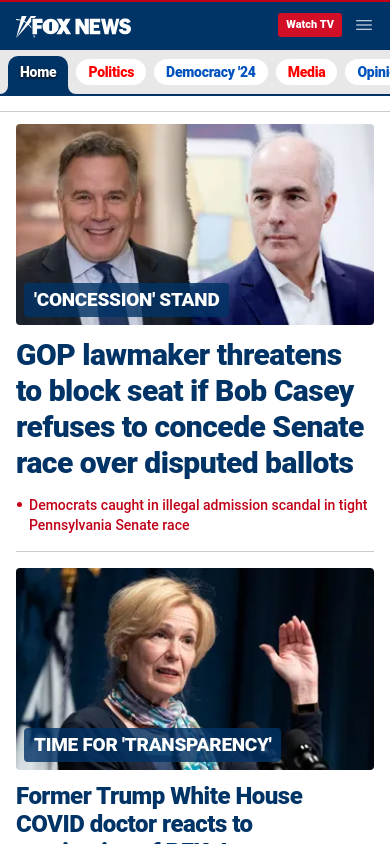 FOX NEWS
Watch TV
Home Politics Democracy '24 Media Opini
'CONCESSION' STAND
GOP lawmaker threatens
to block seat if Bob Casey
refuses to concede Senate
race over disputed ballots
• Democrats caught in illegal admission scandal in tight
Pennsylvania Senate race
TIME FOR 'TRANSPARENCY'
Former Trump White House
COVID doctor reacts to